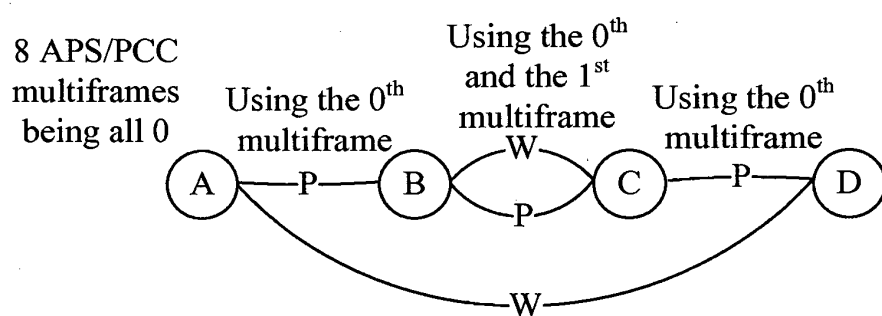 8 APS/PCC
multiframes
being all 0
Using the 0th
multiframe
Using the 0th
and the 1st
multiframe
Using the 0th
multiframe
A
P
B
W
P
C
P
D
W